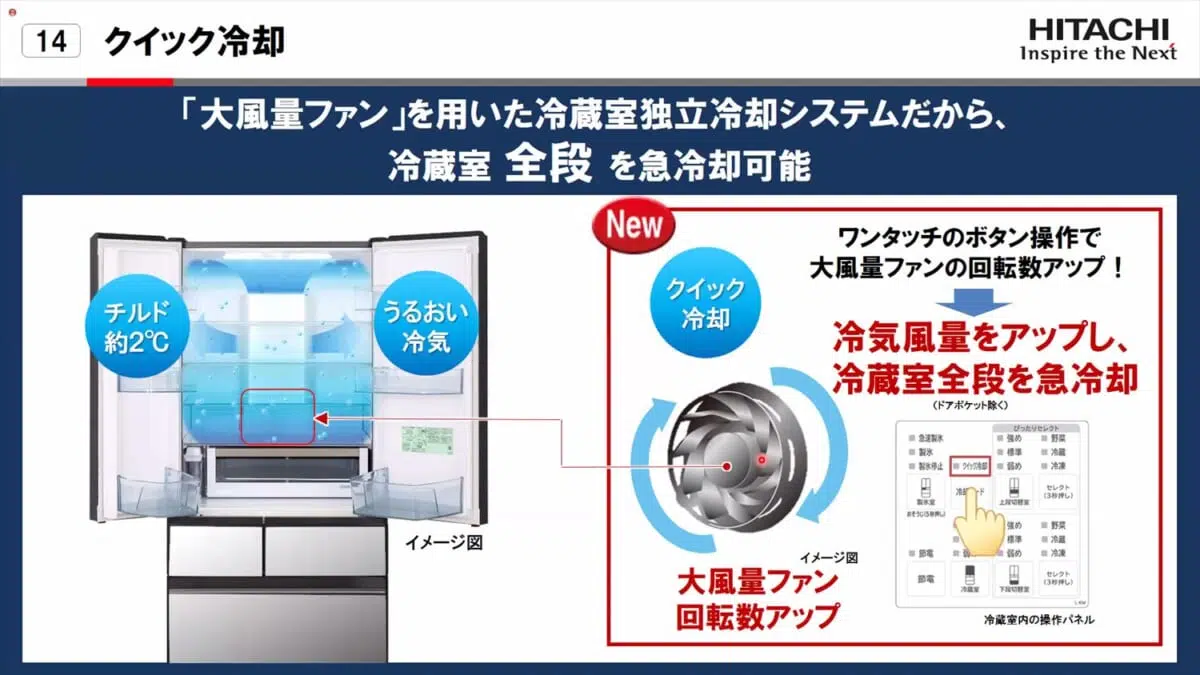 14
クイック冷却
HITACHI
Inspire the Next
「大風量ファン」を用いた冷蔵室独立冷却システムだから、
冷蔵室 全段 を急冷却可能
チルド
約2℃
うるおい
冷気
イメージ図
New
クイック
冷却
ワンタッチのボタン操作で
大風量ファンの回転数アップ！
冷気風量をアップし、
冷蔵室全段を急冷却
(ドアポケット除く)
イメージ図
大風量ファン
回転数アップ
ぴったりセレクト
急速製氷
強め
野菜
製氷
標準
冷蔵
製氷停止
クイック冷却
弱め
冷凍
製氷室
上段切替室
セレクト
(3秒押し)
おそうじ(5秒押し)
強め
野菜
標準
冷蔵
節電
弱め
冷凍
節電
冷蔵室
下段切替室
セレクト
(3秒押し)
冷蔵室内の操作パネル